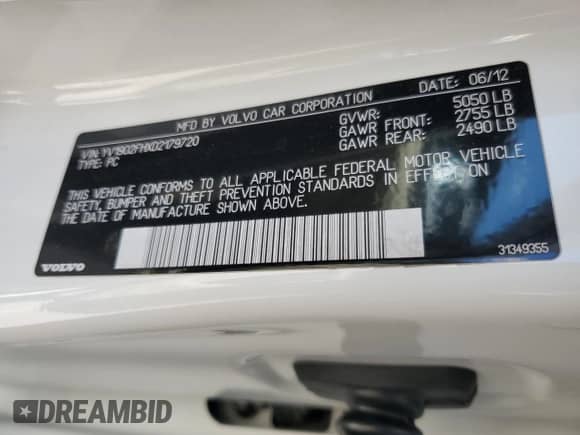 MFD BY VOLVO CAR CORPORATION DATE: 06/12
VIN YV1902FHXD2179720 GVWR: 5050 LB
TYPE: PC GAWR FRONT: 2755 LB
GAWR REAR: 2490 LB
THIS VEHICLE CONFORMS TO ALL APPLICABLE FEDERAL MOTOR VEHICLE
SAFETY, BUMPER AND THEFT PREVENTION STANDARDS IN EFFECT ON
THE DATE OF MANUFACTURE SHOWN ABOVE.
VOLVO 31349355
DREAMBID